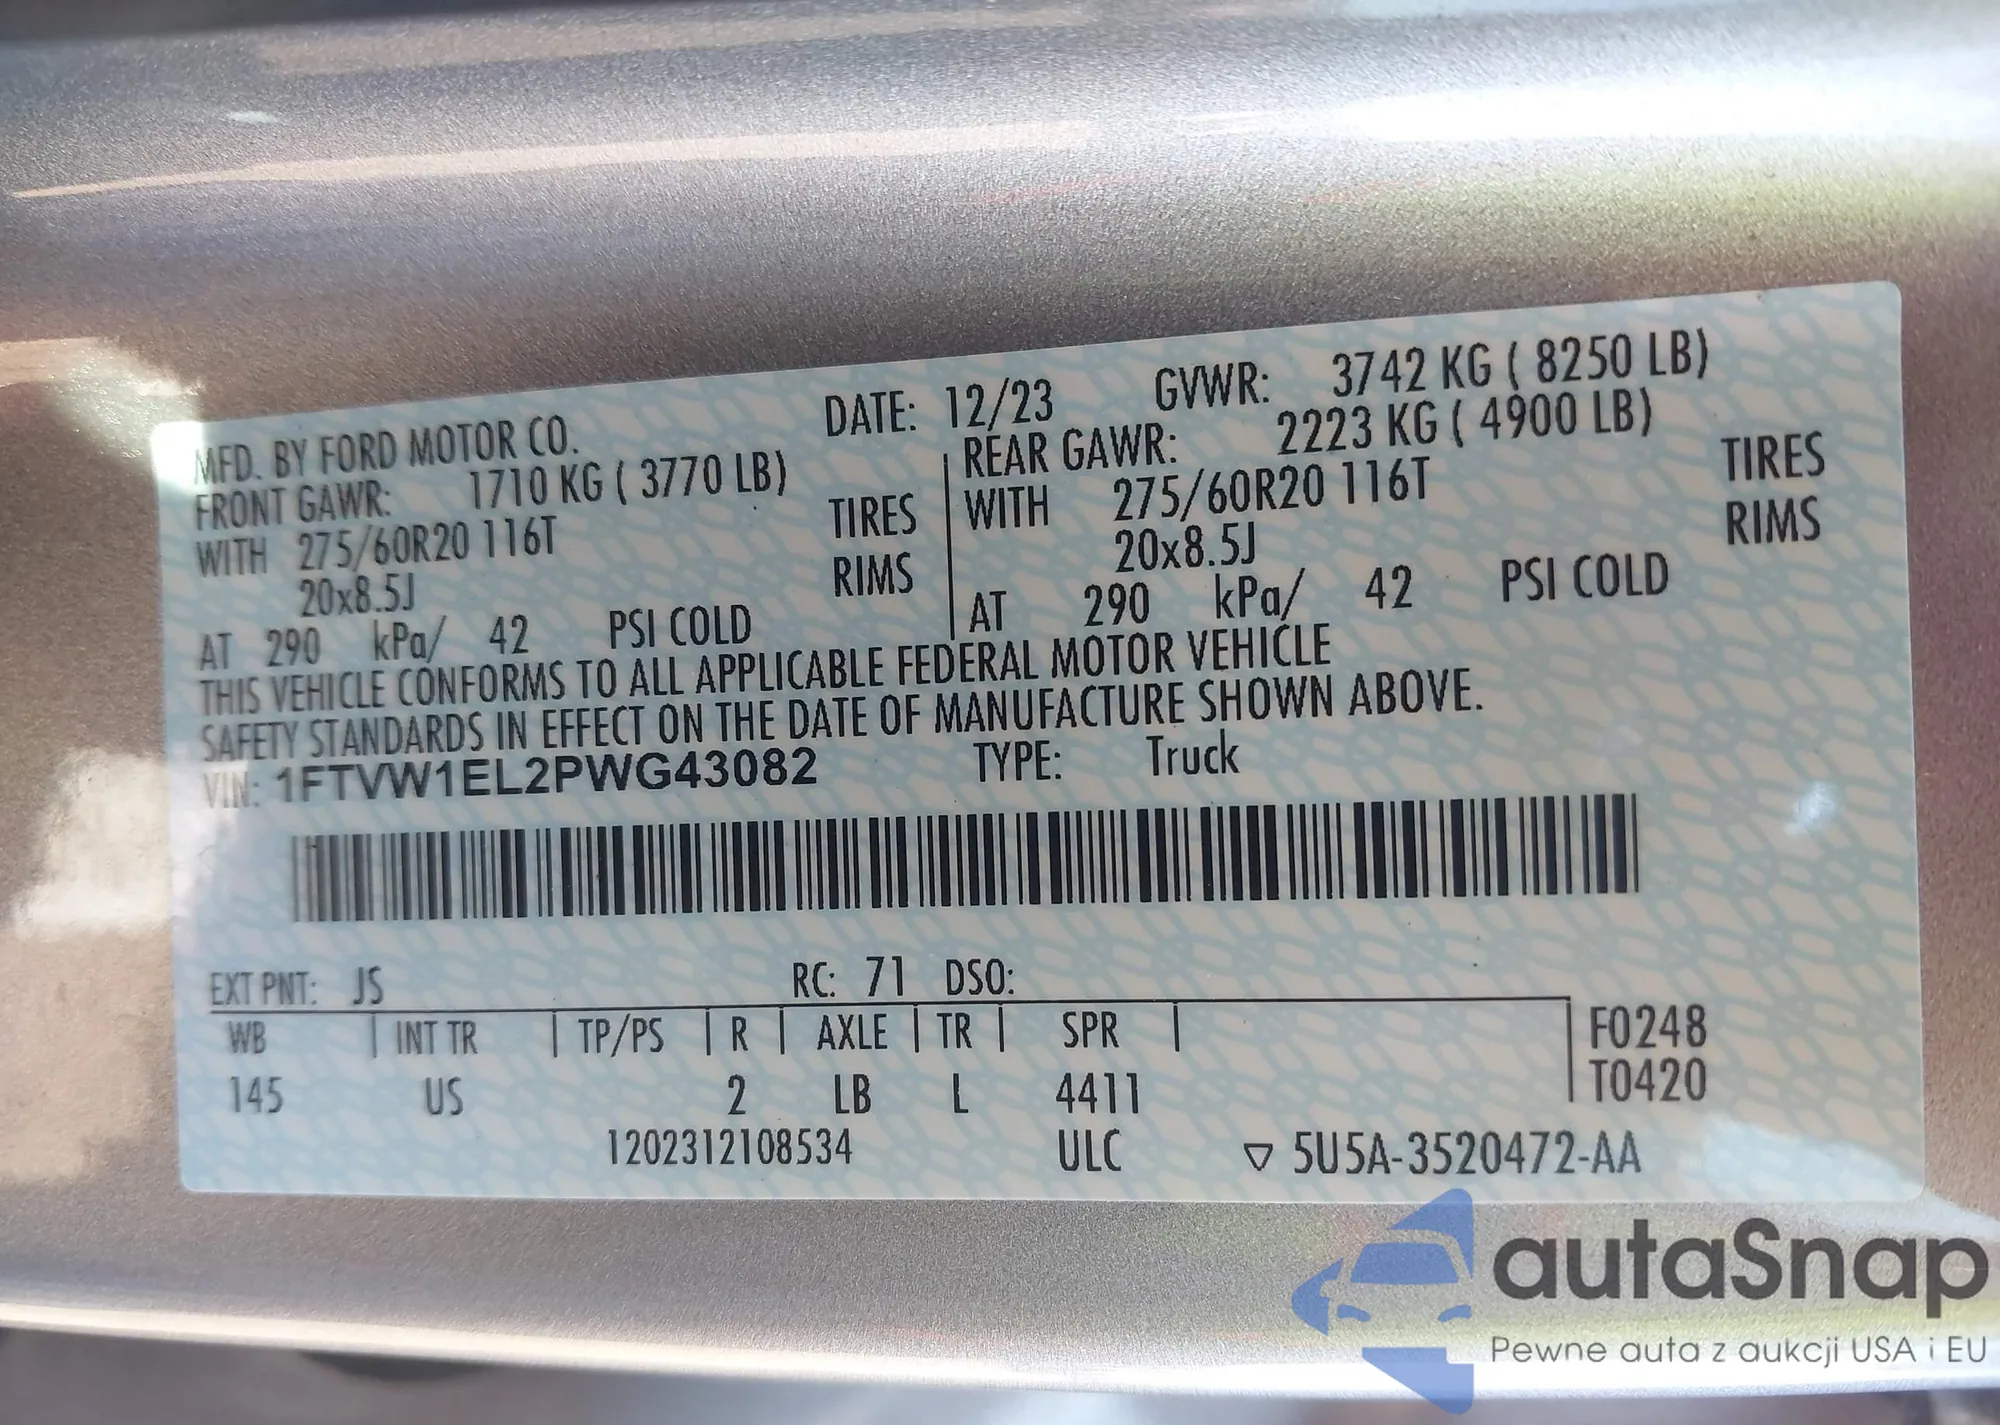 MFD. BY FORD MOTOR CO. DATE: 12/23 GVWR: 3742 KG ( 8250 LB)
FRONT GAWR: 1710 KG ( 3770 LB) REAR GAWR: 2223 KG ( 4900 LB)
WITH 275/60R20 116T TIRES WITH 275/60R20 116T TIRES
20x8.5J RIMS 20x8.5J RIMS
AT 290 kPa/ 42 PSI COLD AT 290 kPa/ 42 PSI COLD
THIS VEHICLE CONFORMS TO ALL APPLICABLE FEDERAL MOTOR VEHICLE
SAFETY STANDARDS IN EFFECT ON THE DATE OF MANUFACTURE SHOWN ABOVE.
VIN: 1FTVW1EL2PWG43082 TYPE: Truck
EXT PNT: JS RC: 71 DSO:
WB INT TR TP/PS R AXLE TR SPR F0248
145 US 2 LB L 4411 T0420
1202312108534 ULC ▽ 5U5A-3520472-AA
autaSnap
Pewne auta z aukcji USA i EU